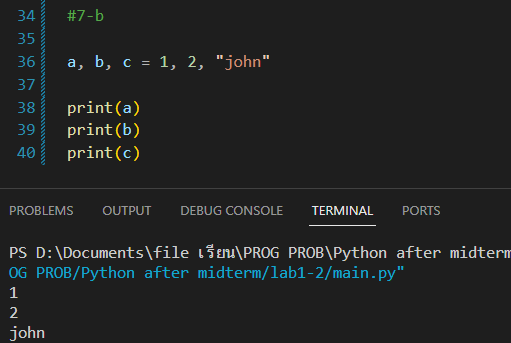 34 #7-b
35
36 a, b, c = 1, 2, "john"
37
38 print(a)
39 print(b)
40 print(c)
PROBLEMS OUTPUT DEBUG CONSOLE TERMINAL PORTS
PS D:\Documents\file เรียน\PROG PROB\Python after midterm
OG PROB/Python after midterm/lab1-2/main.py"
1
2
john